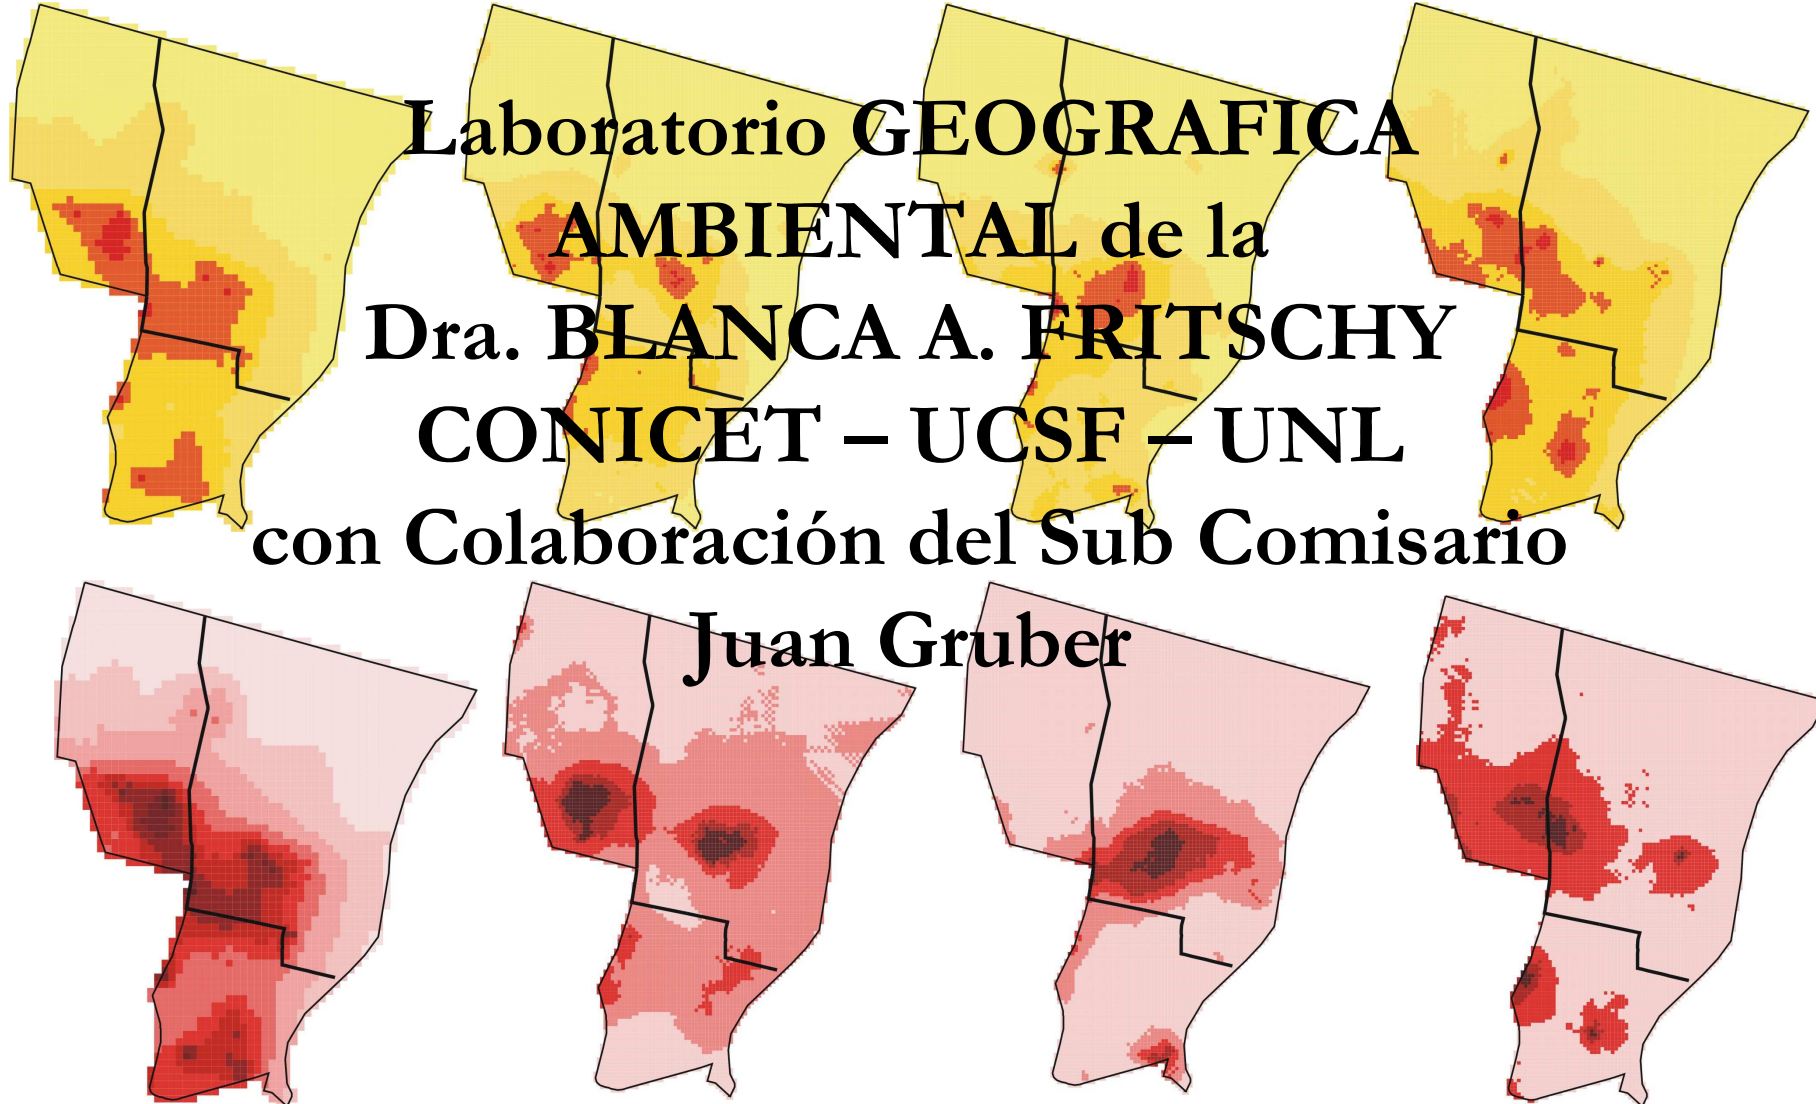 Laboratorio GEOGRAFICA
AMBIENTAL de la
Dra. BLANCA A. FRITSCHY
CONICET – UCSF – UNL
con Colaboración del Sub Comisario
Juan Gruber